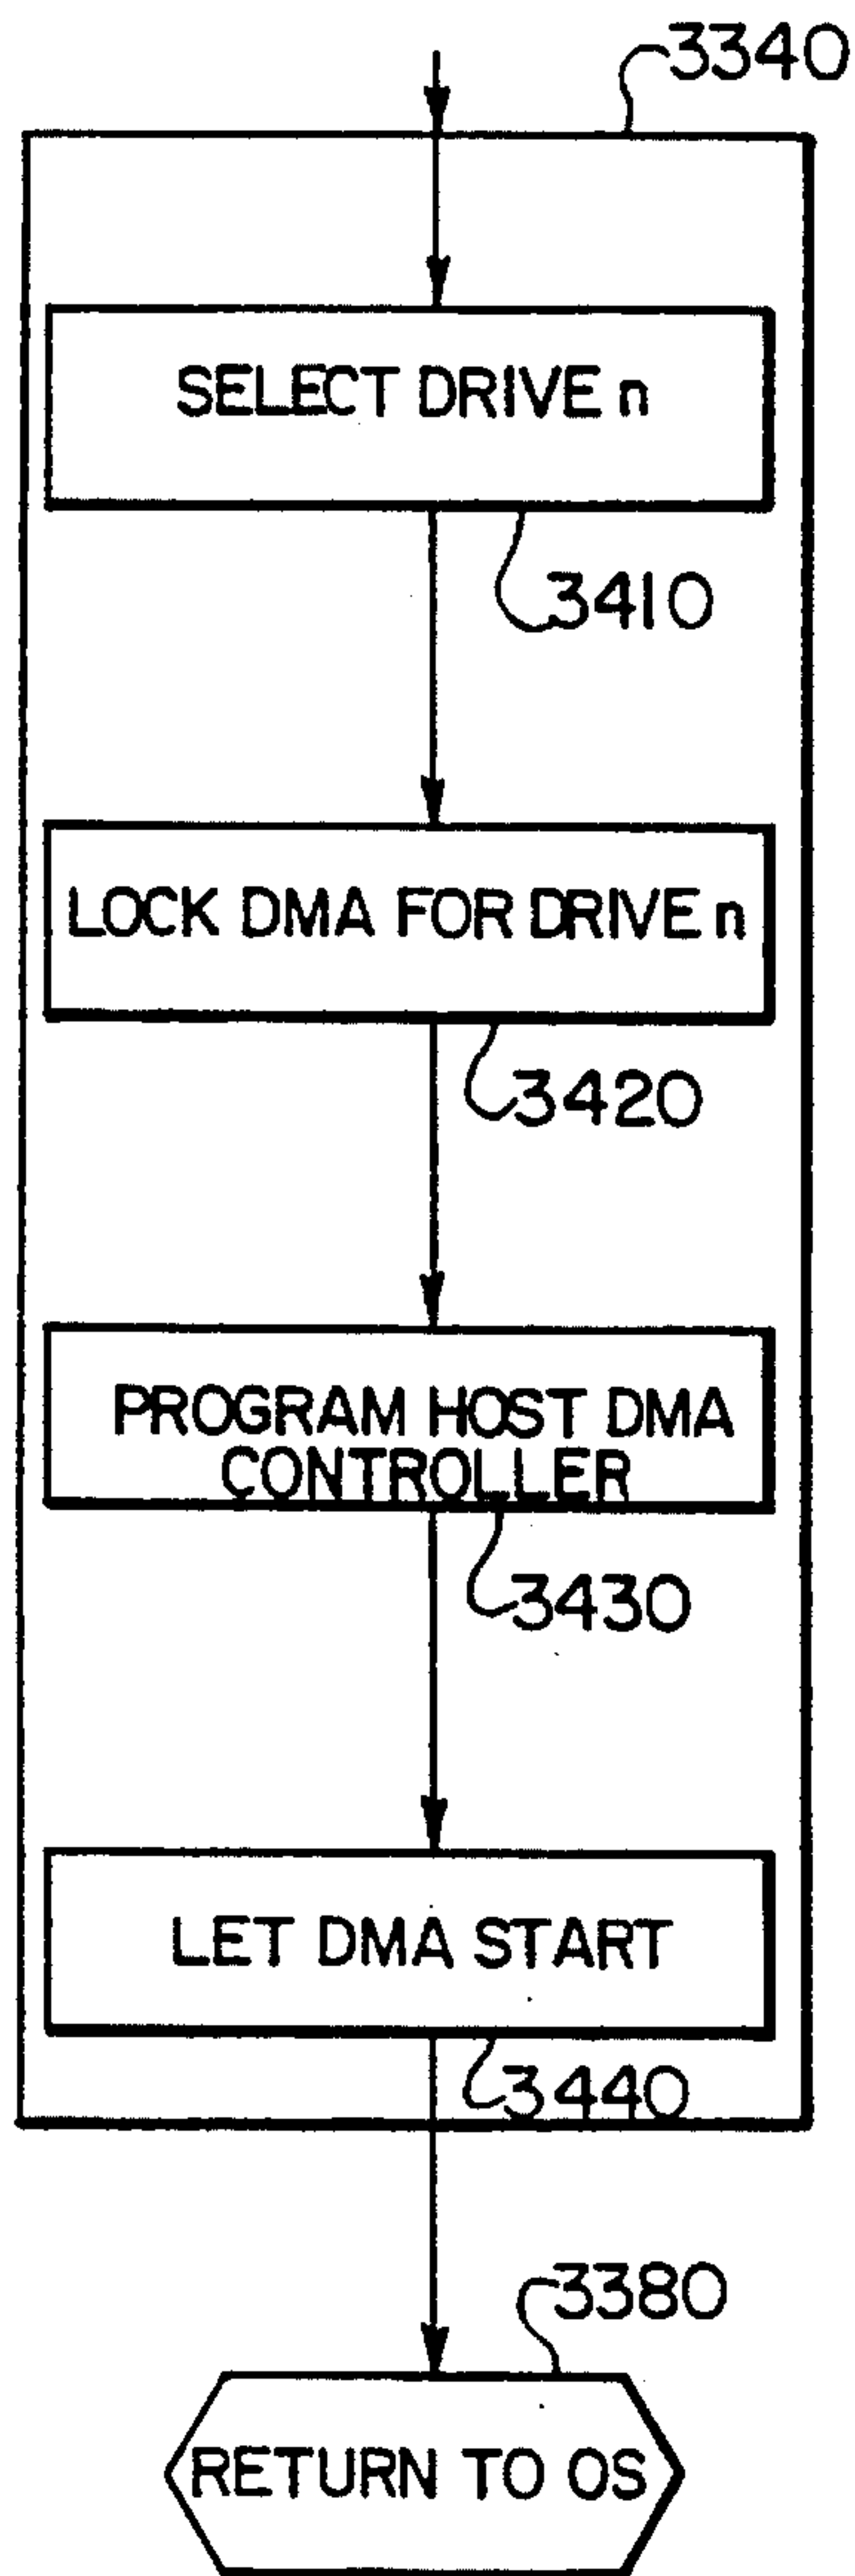 3340
SELECT DRIVE n
3410
LOCK DMA FOR DRIVE n
3420
PROGRAM HOST DMA
CONTROLLER
3430
LET DMA START
3440
3380
RETURN TO OS